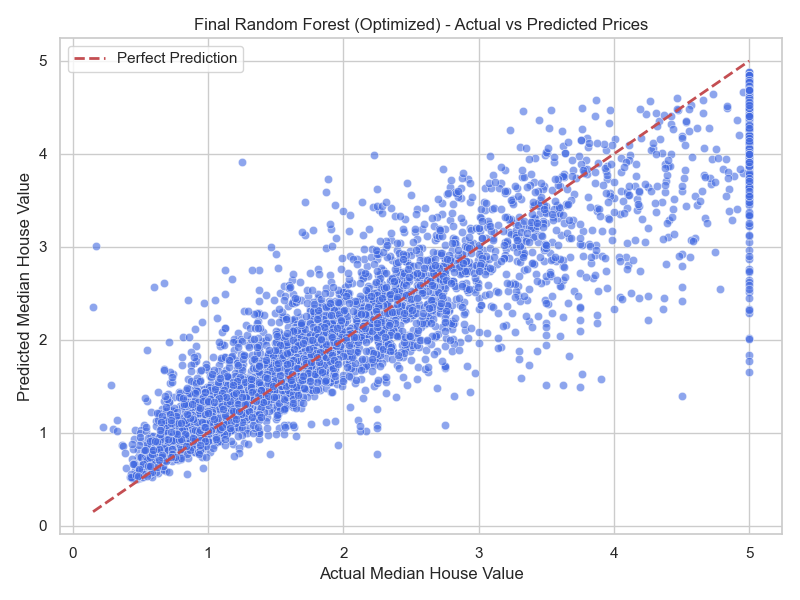 Final Random Forest (Optimized) - Actual vs Predicted Prices
Perfect Prediction
Predicted Median House Value
5
4
3
2
1
0
0 1 2 3 4 5
Actual Median House Value